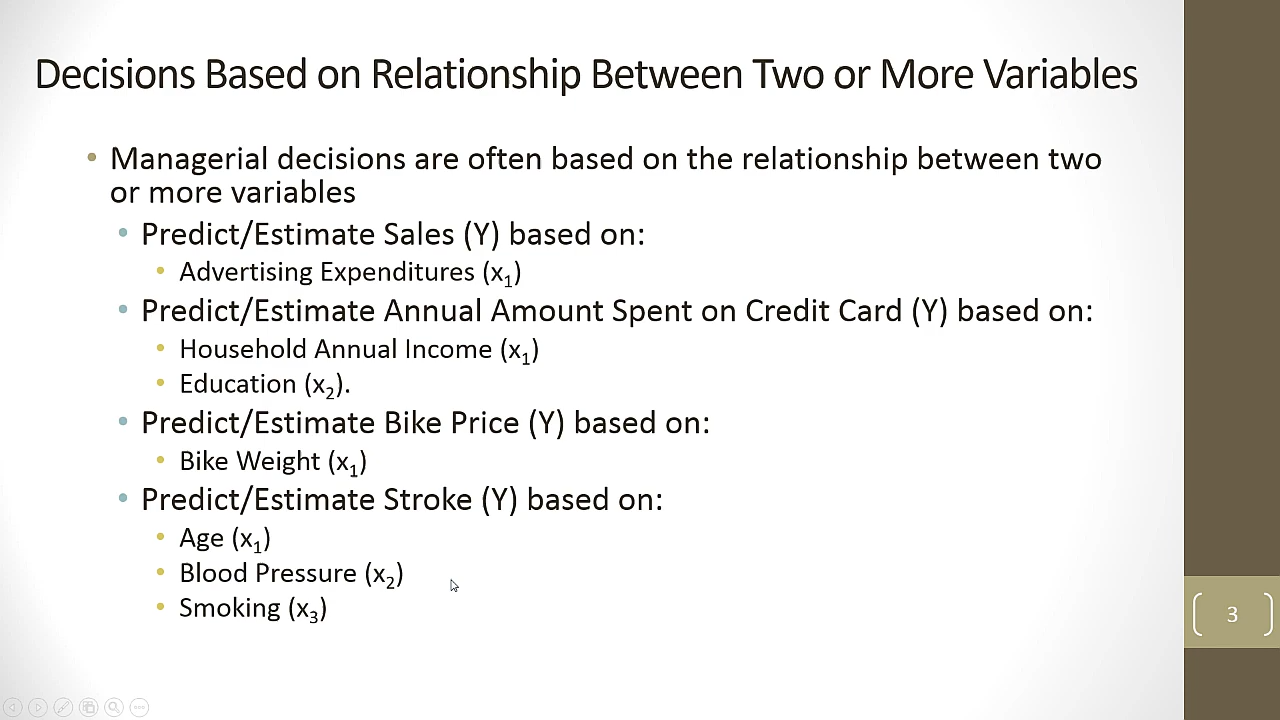 Decisions Based on Relationship Between Two or More Variables
• Managerial decisions are often based on the relationship between two
or more variables
• Predict/Estimate Sales (Y) based on:
• Advertising Expenditures (x₁)
• Predict/Estimate Annual Amount Spent on Credit Card (Y) based on:
• Household Annual Income (x₁)
• Education (x₂).
• Predict/Estimate Bike Price (Y) based on:
• Bike Weight (x₁)
• Predict/Estimate Stroke (Y) based on:
• Age (x₁)
• Blood Pressure (x₂)
• Smoking (x₃)
3